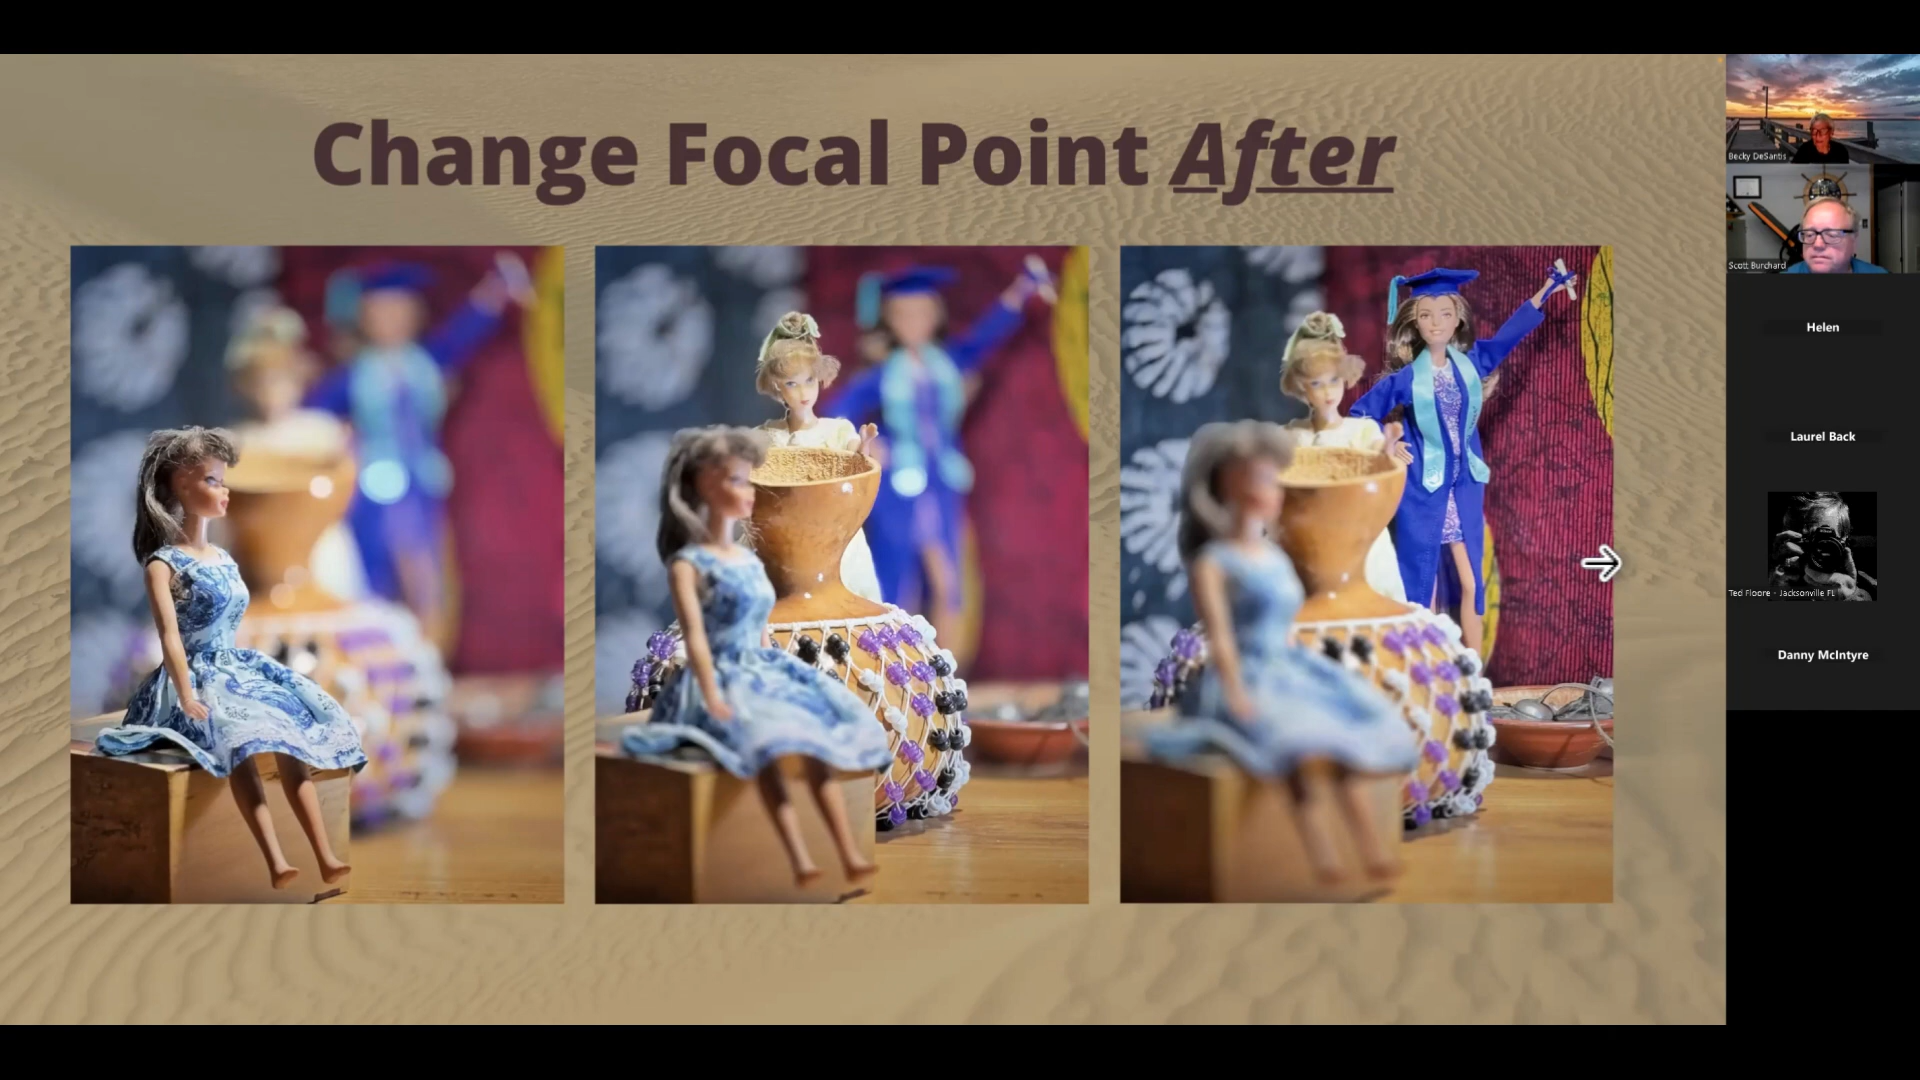 Change Focal Point After
Becky DeSantis
Scott Burchard
Helen
Laurel Back
Ted Floore - Jacksonville FL
Danny McIntyre